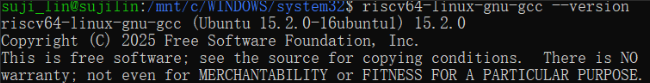 suji_lin@sujilin:/mnt/c/WINDOWS/system32$ riscv64-linux-gnu-gcc --version
riscv64-linux-gnu-gcc (Ubuntu 15.2.0-16ubuntu1) 15.2.0
Copyright (C) 2025 Free Software Foundation, Inc.
This is free software; see the source for copying conditions.  There is NO
warranty; not even for MERCHANTABILITY or FITNESS FOR A PARTICULAR PURPOSE.